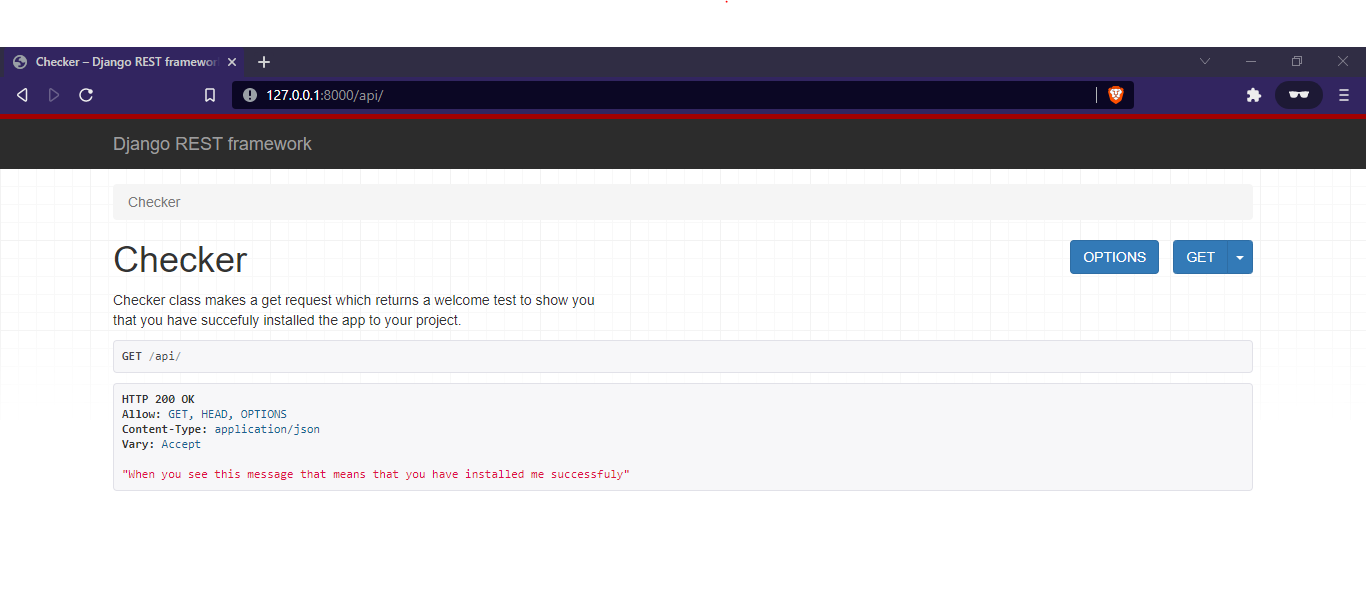 Checker – Django REST framewor
127.0.0.1:8000/api/
Django REST framework
Checker
Checker
OPTIONS
GET
Checker class makes a get request which returns a welcome test to show you
that you have succefuly installed the app to your project.
GET /api/
HTTP 200 OK
Allow: GET, HEAD, OPTIONS
Content-Type: application/json
Vary: Accept
"When you see this message that means that you have installed me successfuly"